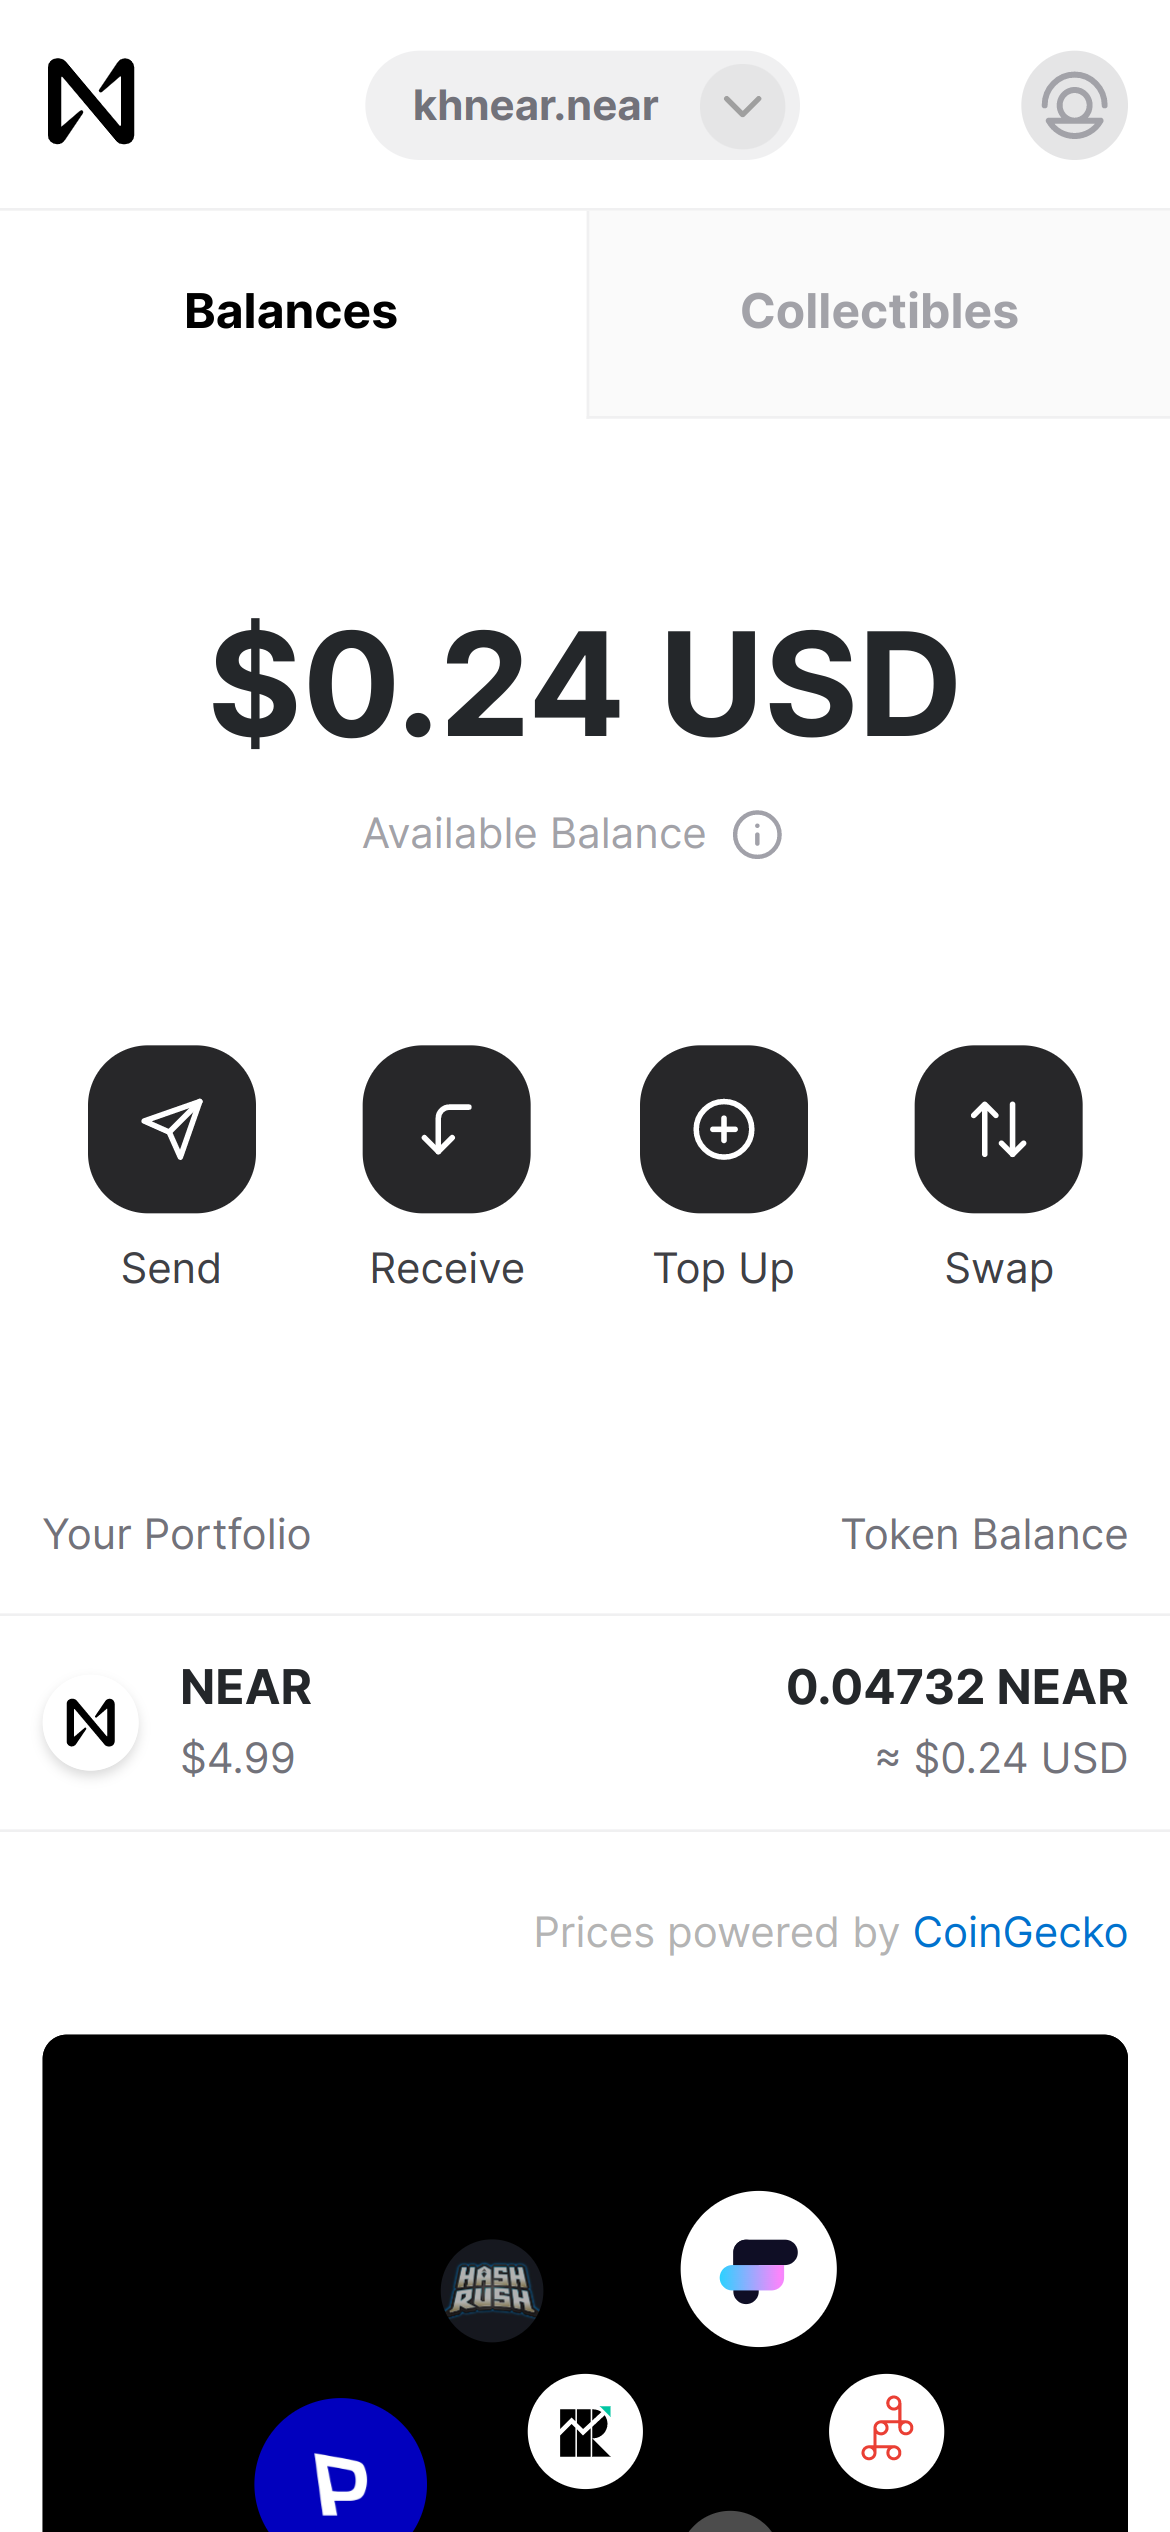 khnear.near
Balances
Collectibles
$0.24 USD
Available Balance
Send
Receive
Top Up
Swap
Your Portfolio
Token Balance
NEAR
0.04732 NEAR
$4.99
≈ $0.24 USD
Prices powered by CoinGecko
HASH
RUSH